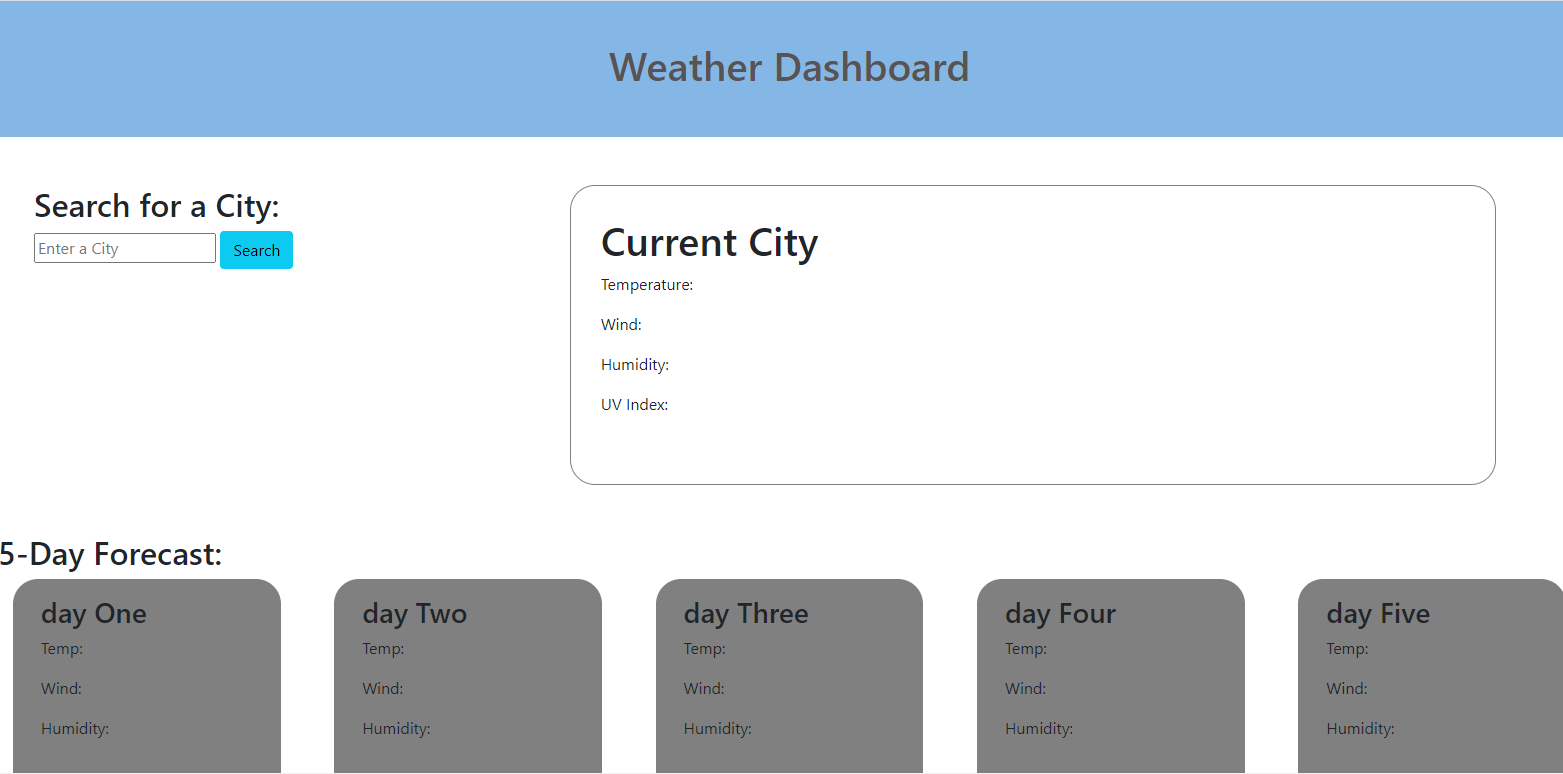 Weather Dashboard
Search for a City:
Enter a City
Search
Current City
Temperature:
Wind:
Humidity:
UV Index:
5-Day Forecast:
day One
Temp:
Wind:
Humidity:
day Two
Temp:
Wind:
Humidity:
day Three
Temp:
Wind:
Humidity:
day Four
Temp:
Wind:
Humidity:
day Five
Temp:
Wind:
Humidity: